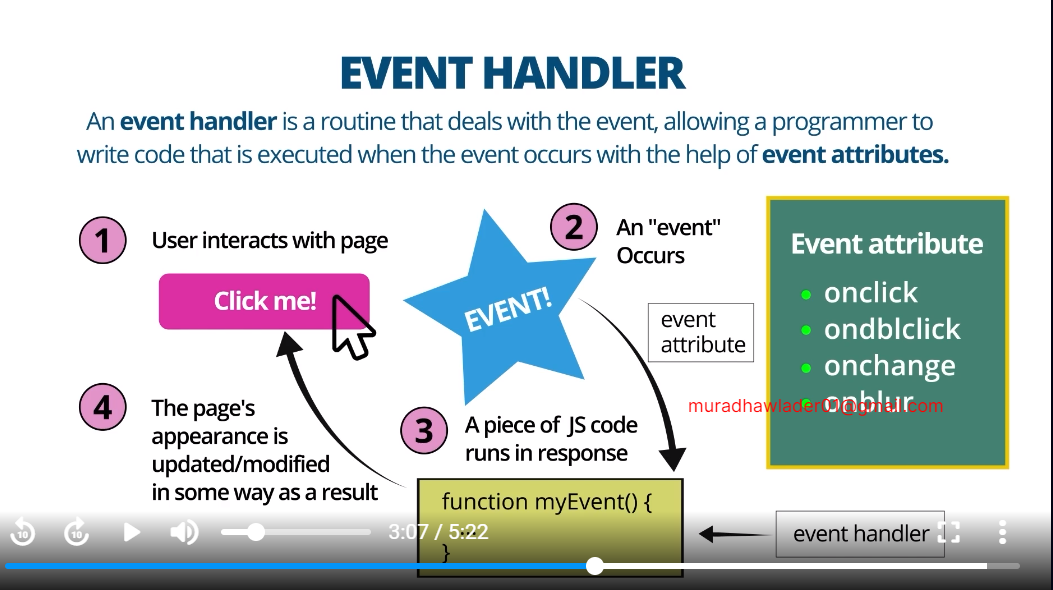 EVENT HANDLER
An event handler is a routine that deals with the event, allowing a programmer to
write code that is executed when the event occurs with the help of event attributes.
1
User interacts with page
Click me!
EVENT!
2
An "event"
Occurs
event
attribute
Event attribute
onclick
ondblclick
onchange
onblur
muradhawlader01@gmail.com
3
A piece of JS code
runs in response
4
The page's
appearance is
updated/modified
in some way as a result
function myEvent() {
}
event handler
10
10
3:07 / 5:22